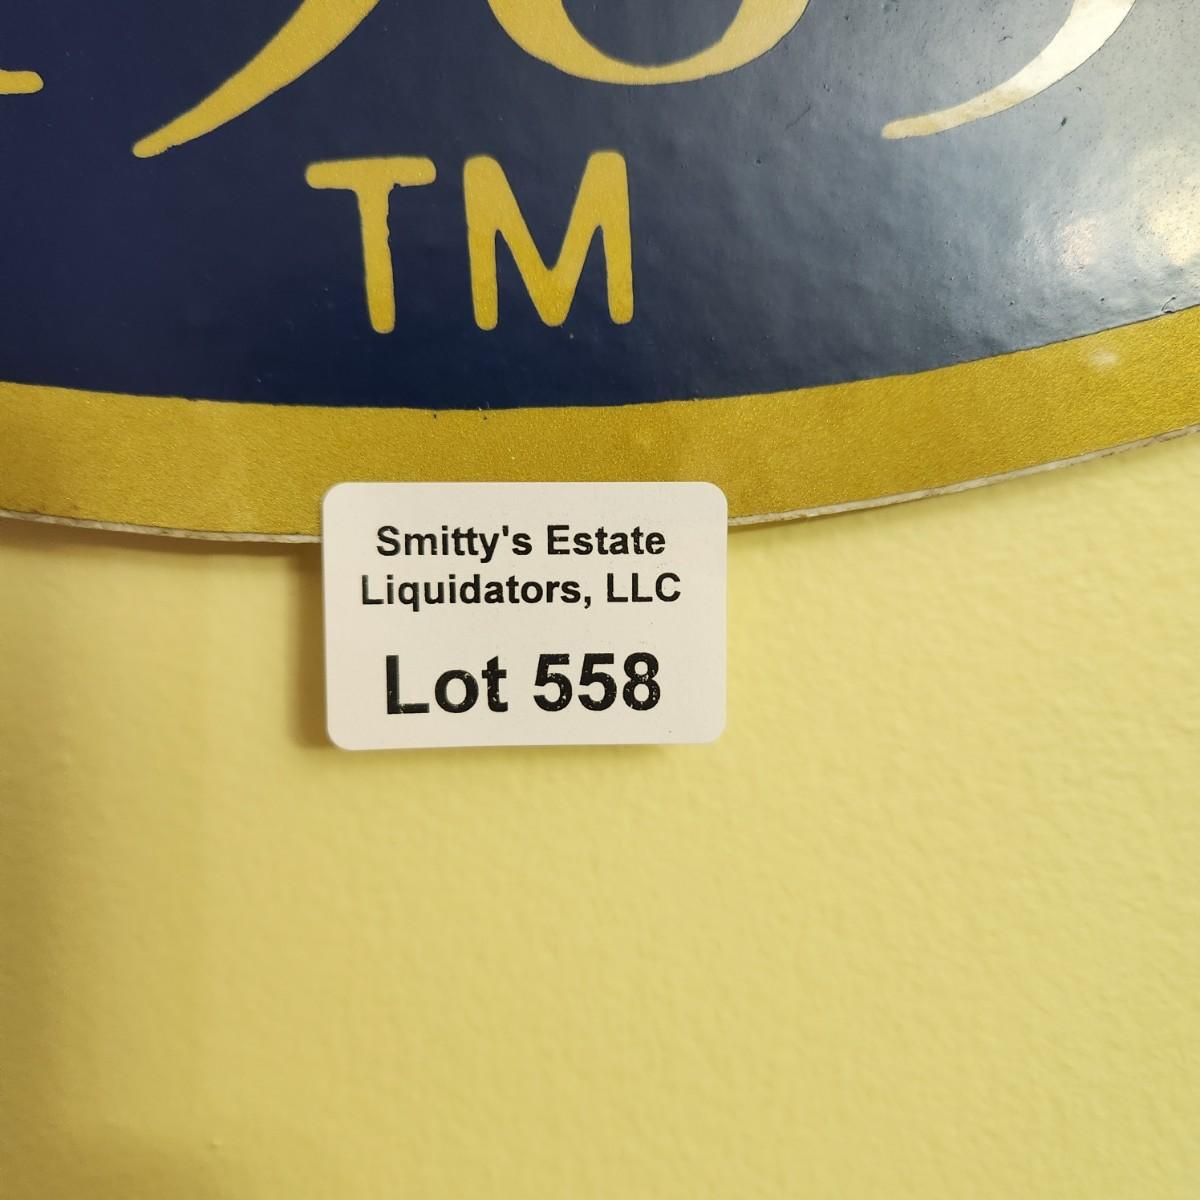 TM
Smitty's Estate
Liquidators, LLC
Lot 558